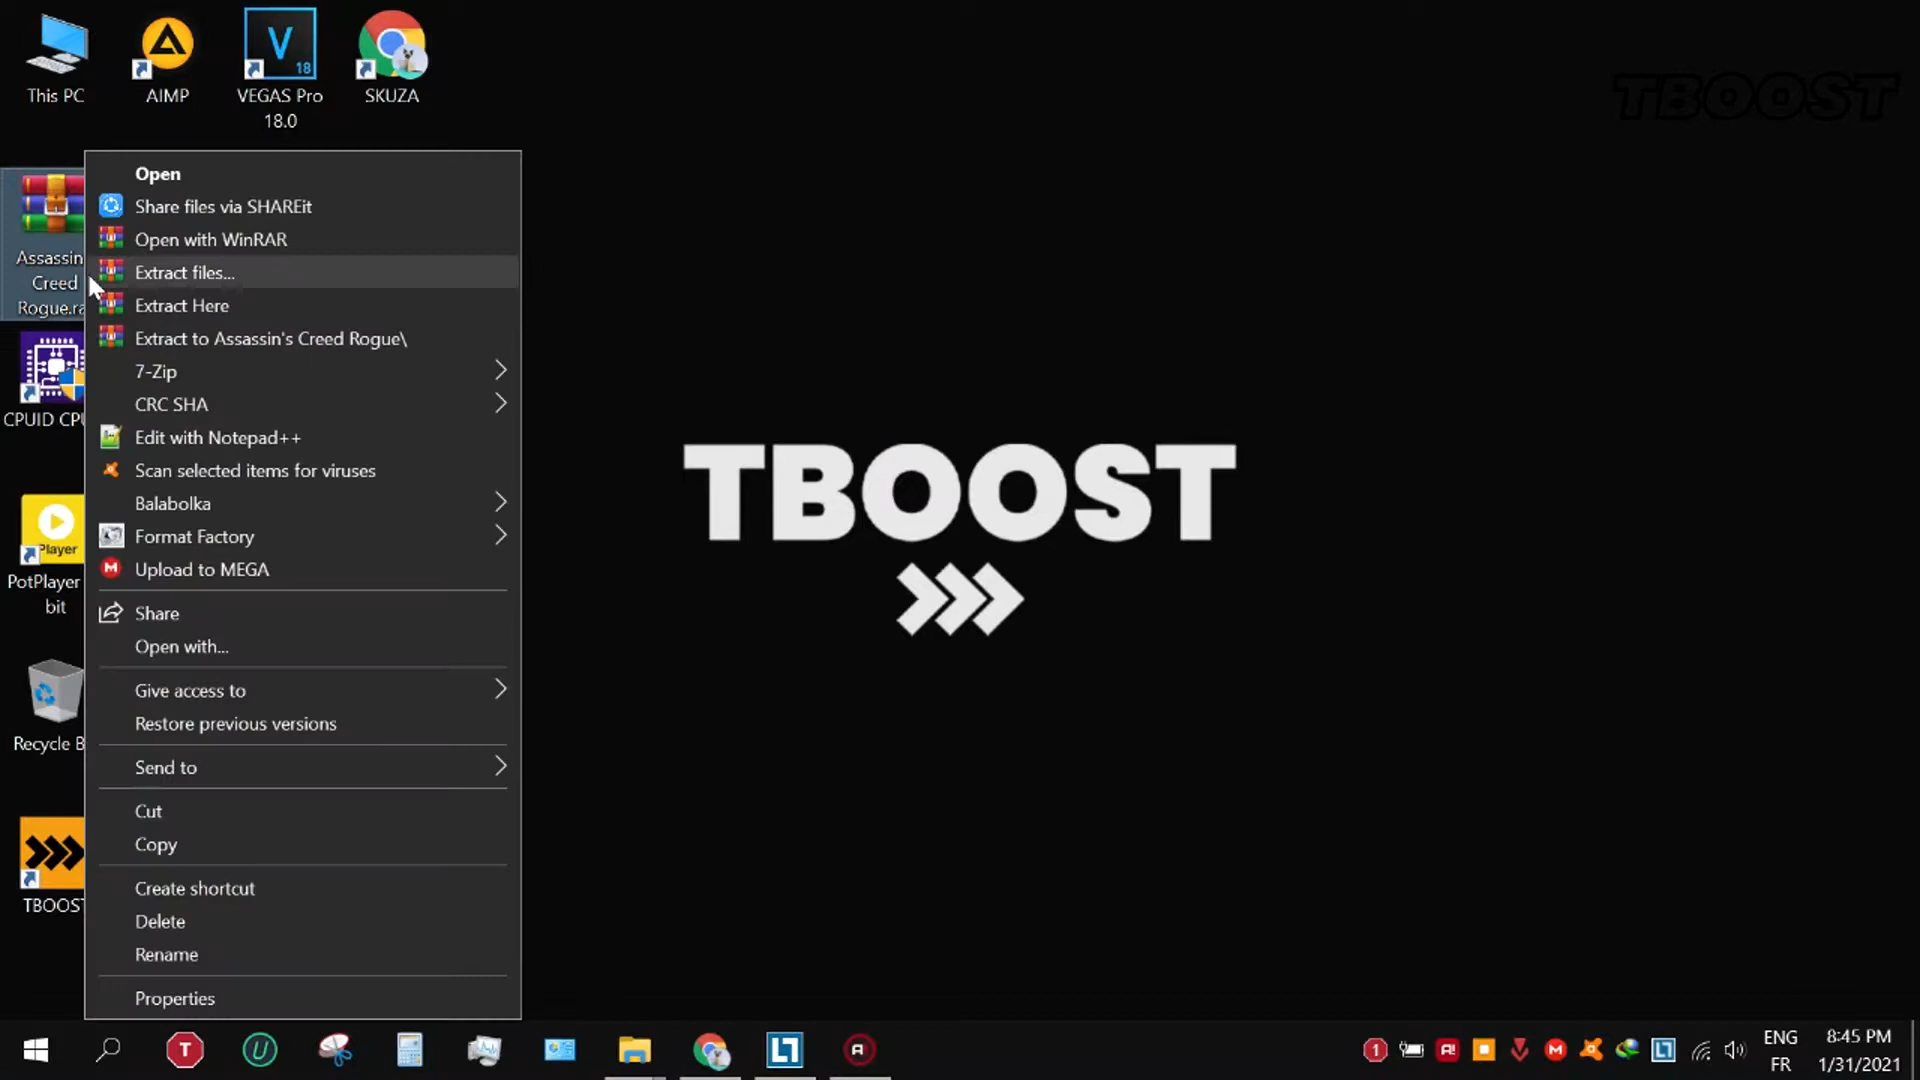 This PC
AIMP
VEGAS Pro
18.0
SKUZA
TBOOST
Assassin
Creed
Rogue.ra
CPUID CPU
Player
PotPlayer
bit
Recycle B
TBOOST
Open
Share files via SHAREit
Open with WinRAR
Extract files...
Extract Here
Extract to Assassin's Creed Rogue\
7-Zip
CRC SHA
Edit with Notepad++
Scan selected items for viruses
Balabolka
Format Factory
Upload to MEGA
Share
Open with...
Give access to
Restore previous versions
Send to
Cut
Copy
Create shortcut
Delete
Rename
Properties
TBOOST
ENG
FR
8:45 PM
1/31/2021